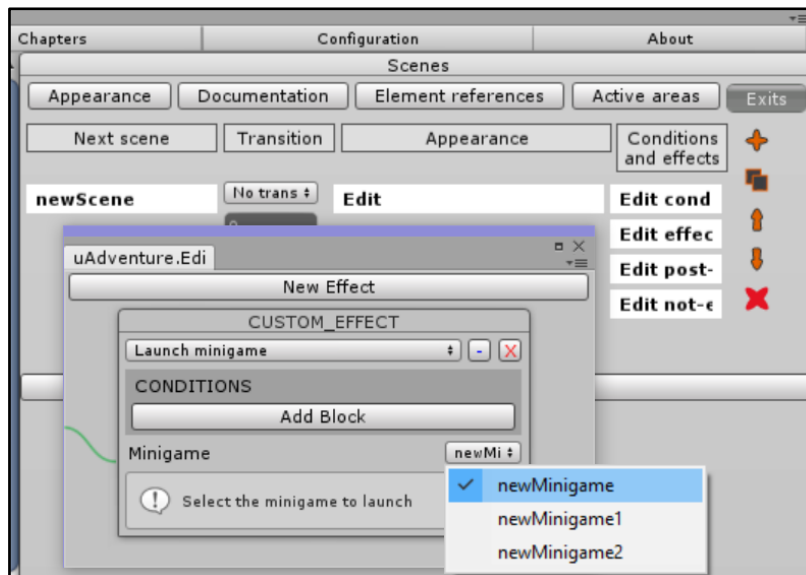 Chapters Configuration About
Scenes
Appearance Documentation Element references Active areas Exits
Next scene Transition Appearance Conditions
and effects
newScene No trans Edit Edit cond
Edit effec
uAdventure.Edi
Edit post-
New Effect
Edit not-e
CUSTOM_EFFECT
Launch minigame - X
CONDITIONS
Add Block
Minigame newMi
Select the minigame to launch
newMinigame
newMinigame1
newMinigame2